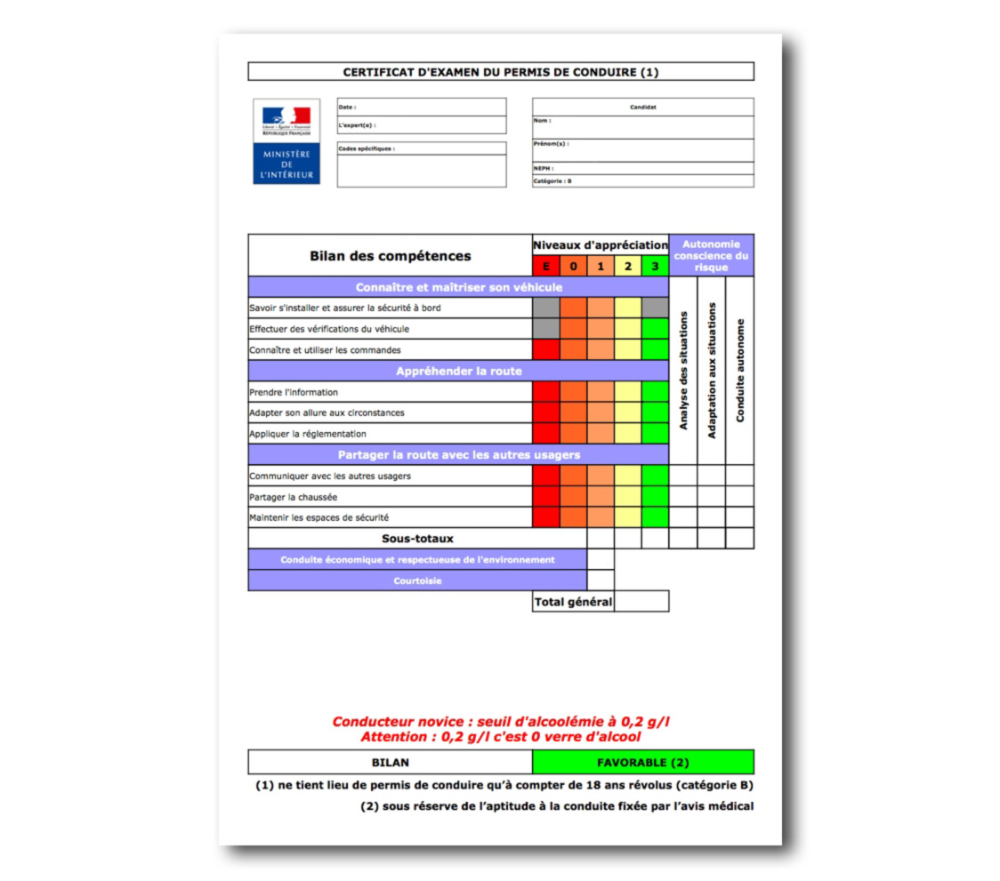 CERTIFICAT D'EXAMEN DU PERMIS DE CONDUIRE (1)
Liberté • Égalité • Fraternité
RÉPUBLIQUE FRANÇAISE
MINISTÈRE
DE
L'INTÉRIEUR
Date :
L'expert(e) :
Codes spécifiques :
Candidat
Nom :
Prénom(s) :
NEPH :
Catégorie : B
Bilan des compétences
Niveaux d'appréciation
E 0 1 2 3
Autonomie
conscience du
risque
Connaître et maîtriser son véhicule
Savoir s'installer et assurer la sécurité à bord
Effectuer des vérifications du véhicule
Connaître et utiliser les commandes
Analyse des situations
Adaptation aux situations
Conduite autonome
Appréhender la route
Prendre l'information
Adapter son allure aux circonstances
Appliquer la réglementation
Partager la route avec les autres usagers
Communiquer avec les autres usagers
Partager la chaussée
Maintenir les espaces de sécurité
Sous-totaux
Conduite économique et respectueuse de l'environnement
Courtoisie
Total général
Conducteur novice : seuil d'alcoolémie à 0,2 g/l
Attention : 0,2 g/l c'est 0 verre d'alcool
BILAN
FAVORABLE (2)
(1) ne tient lieu de permis de conduire qu’à compter de 18 ans révolus (catégorie B)
(2) sous réserve de l’aptitude à la conduite fixée par l’avis médical